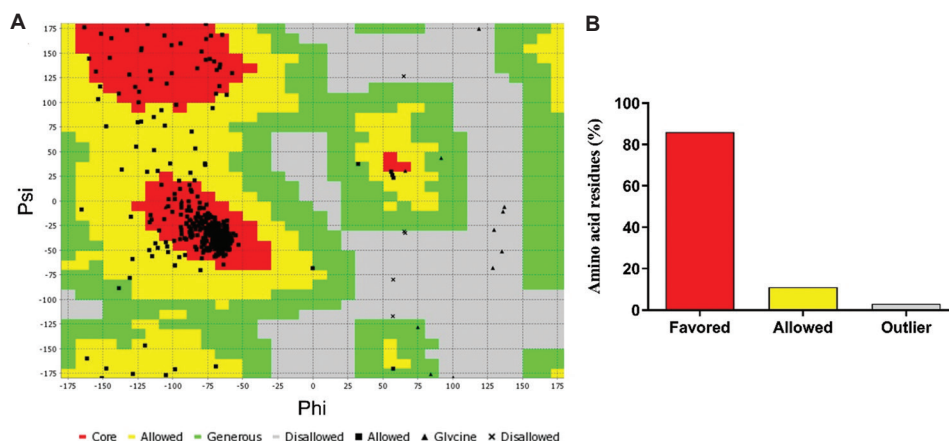 A
B
Psi
175
150
125
100
75
50
25
0
-25
-50
-75
-100
-125
-150
-175
-175 -150 -125 -100 -75 -50 -25 0 25 50 75 100 125 150 175
Phi
Core Allowed Generous Disallowed Allowed Glycine Disallowed
Amino acid residues (%)
100
80
60
40
20
0
Favored Allowed Outlier